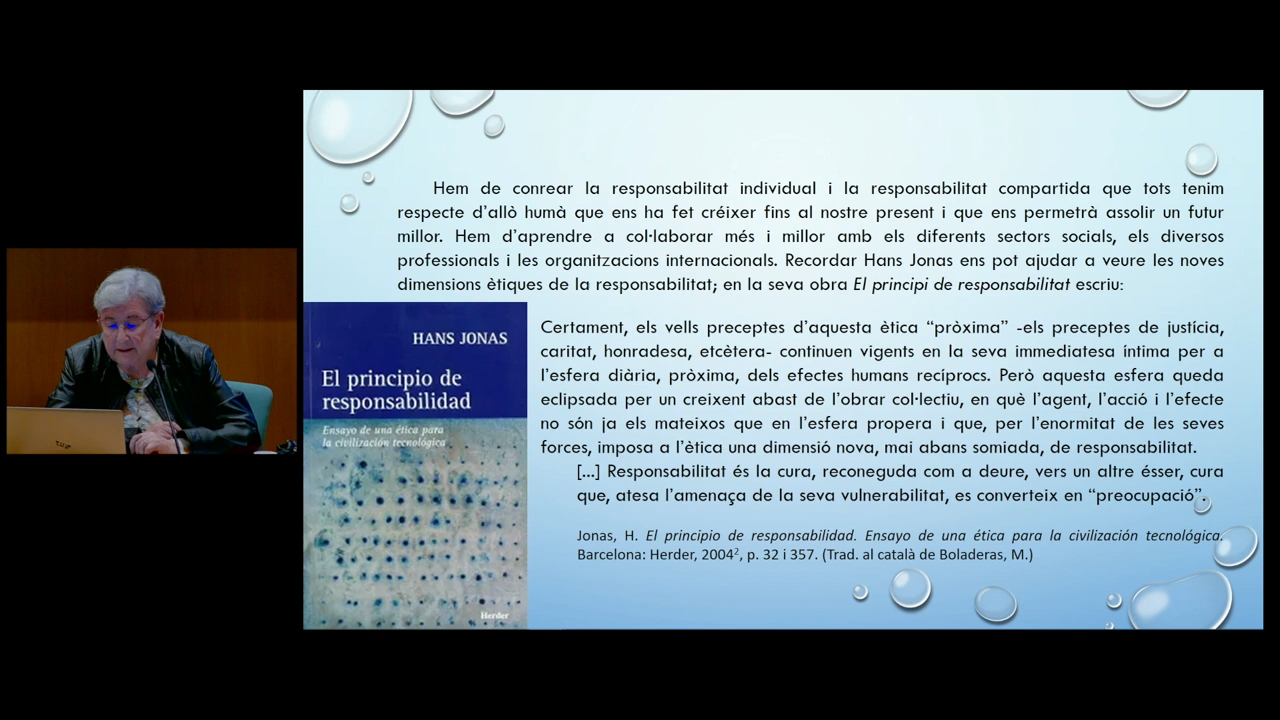 Hem de conrear la responsabilitat individual i la responsabilitat compartida que tots tenim
respecte d'allò humà que ens ha fet créixer fins al nostre present i que ens permetrà assolir un futur
millor. Hem d'aprendre a col·laborar més i millor amb els diferents sectors socials, els diversos
professionals i les organitzacions internacionals. Recordar Hans Jonas ens pot ajudar a veure les noves
dimensions ètiques de la responsabilitat; en la seva obra El principi de responsabilitat escriu:
HANS JONAS
El principio de
responsabilidad
Ensayo de una ética para
la civilización tecnológica
Herder
Certament, els vells preceptes d'aquesta ètica “pròxima” -els preceptes de justícia,
caritat, honradesa, etcètera- continuen vigents en la seva immediatesa íntima per a
l'esfera diària, pròxima, dels efectes humans recíprocs. Però aquesta esfera queda
eclipsada per un creixent abast de l'obrar col·lectiu, en què l'agent, l'acció i l'efecte
no són ja els mateixos que en l'esfera propera i que, per l'enormitat de les seves
forces, imposa a l'ètica una dimensió nova, mai abans somiada, de responsabilitat.
[...] Responsabilitat és la cura, reconeguda com a deure, vers un altre ésser, cura
que, atesa l'amenaça de la seva vulnerabilitat, es converteix en “preocupació”.
Jonas, H. El principio de responsabilidad. Ensayo de una ética para la civilización tecnológica.
Barcelona: Herder, 2004², p. 32 i 357. (Trad. al català de Boladeras, M.)